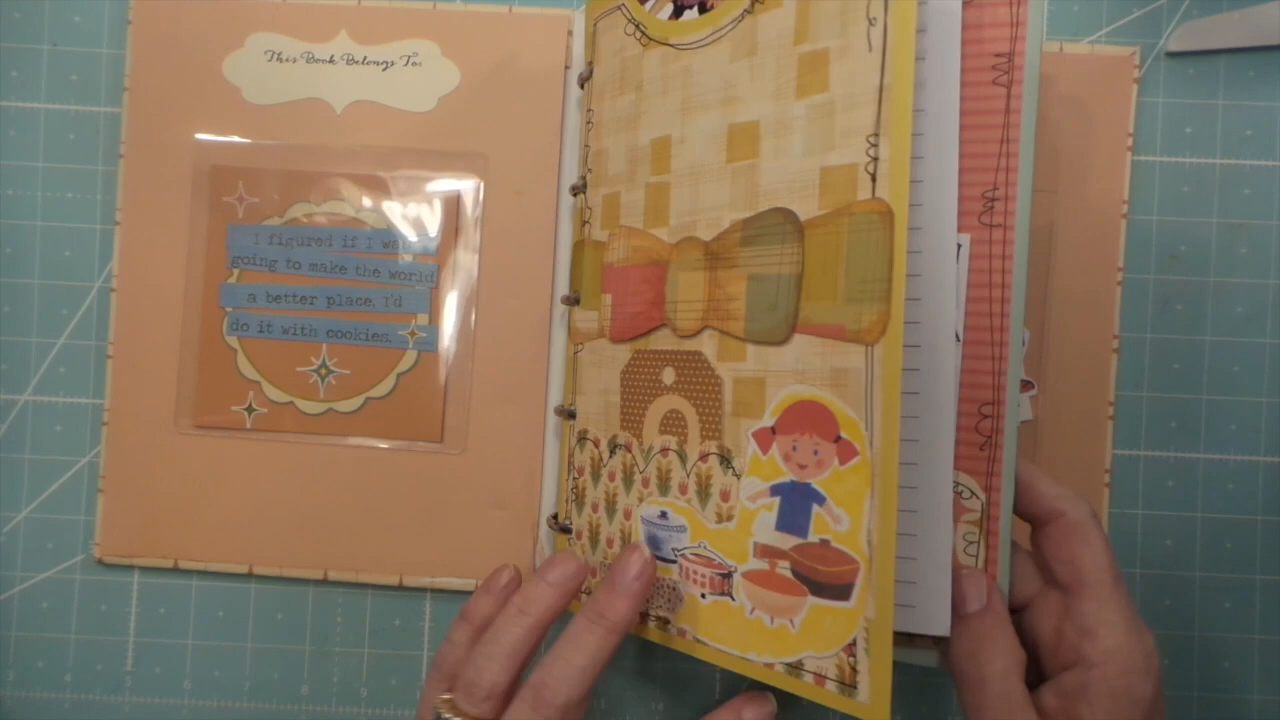 This Book Belongs To:
I figured if I was
going to make the world
a better place, I'd
do it with cookies.